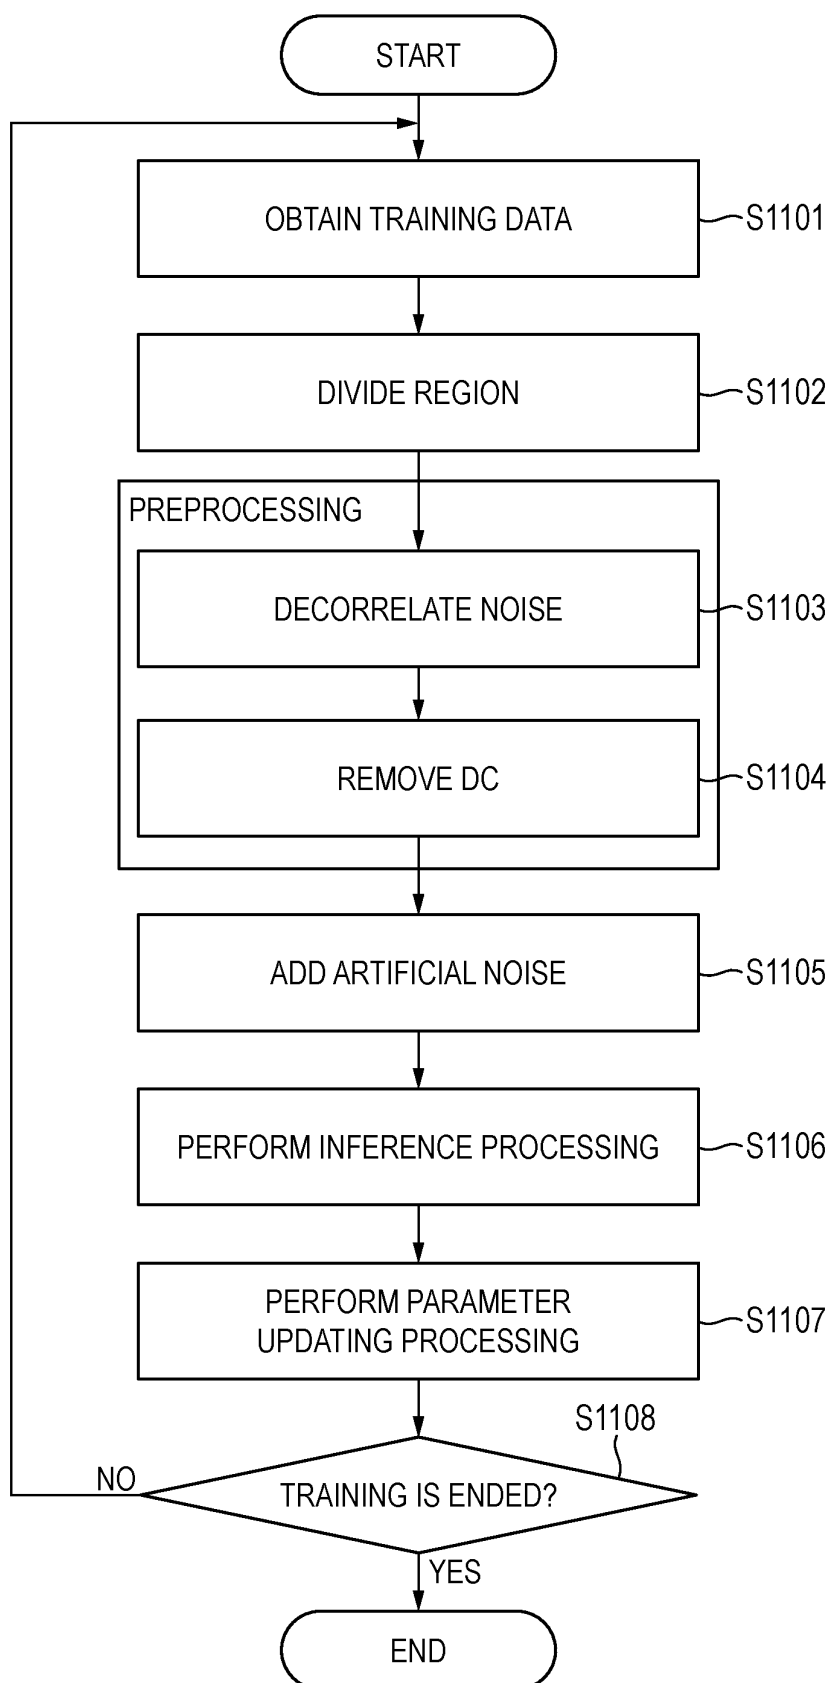 START
OBTAIN TRAINING DATA
S1101
DIVIDE REGION
S1102
PREPROCESSING
DECORRELATE NOISE
S1103
REMOVE DC
S1104
ADD ARTIFICIAL NOISE
S1105
PERFORM INFERENCE PROCESSING
S1106
PERFORM PARAMETER
UPDATING PROCESSING
S1107
S1108
NO
TRAINING IS ENDED?
YES
END